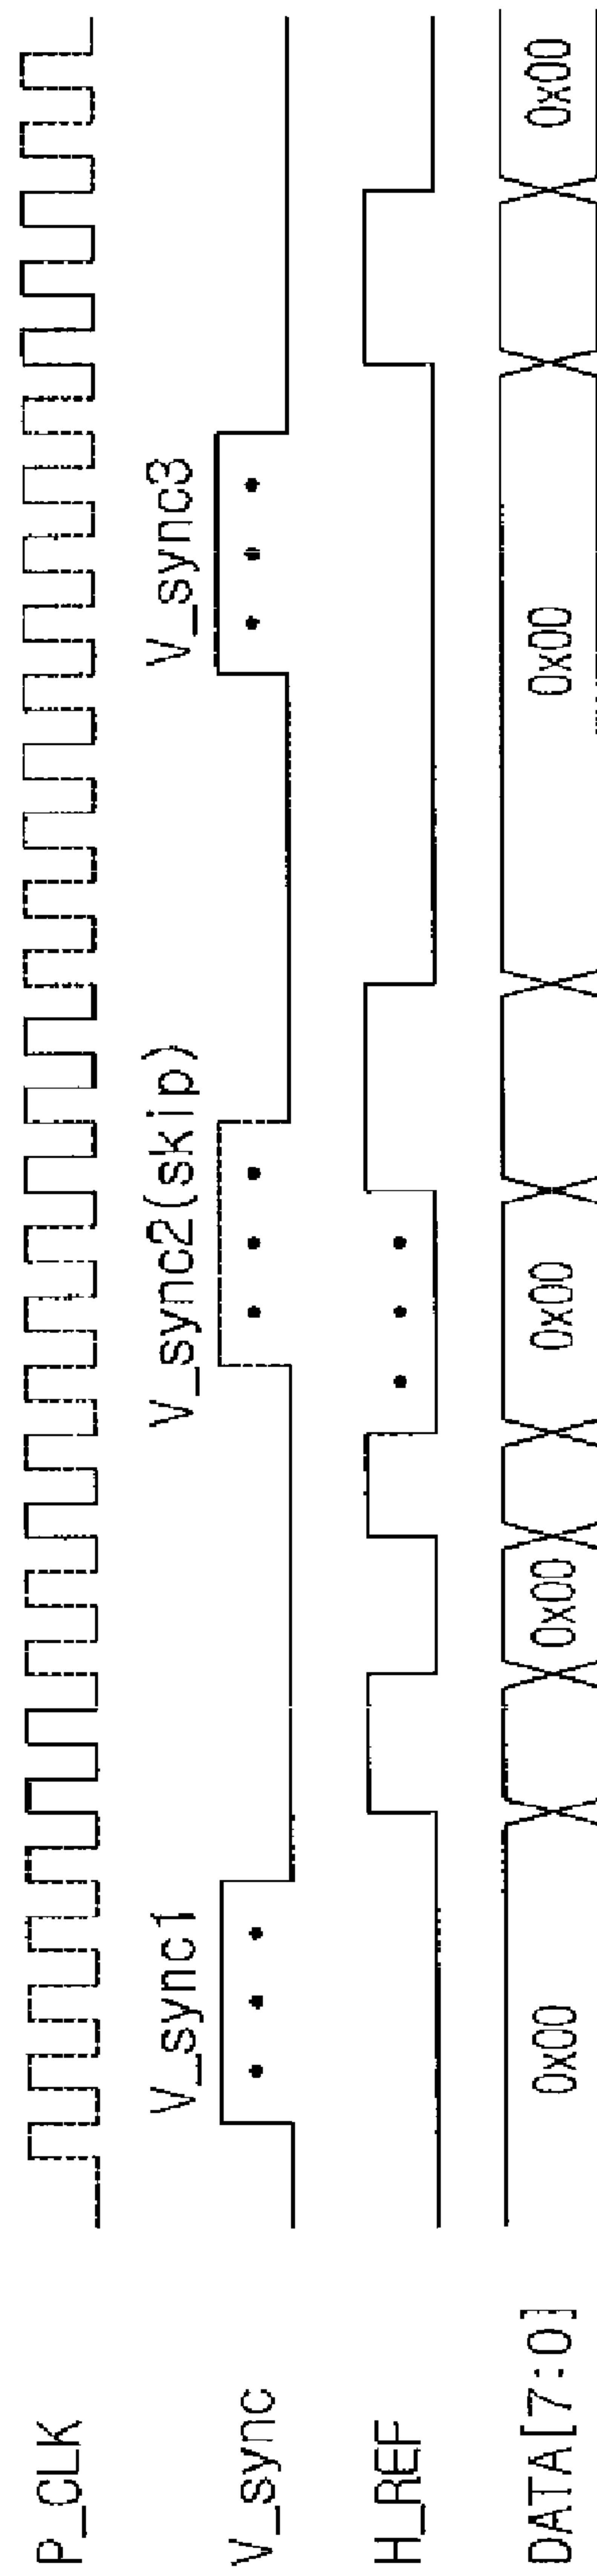 P_CLK
V_sync
V_sync1
V_sync2(skip)
V_sync3
H_REF
DATA[7:0]
0x00
0x00
0x00
0x00
0x00